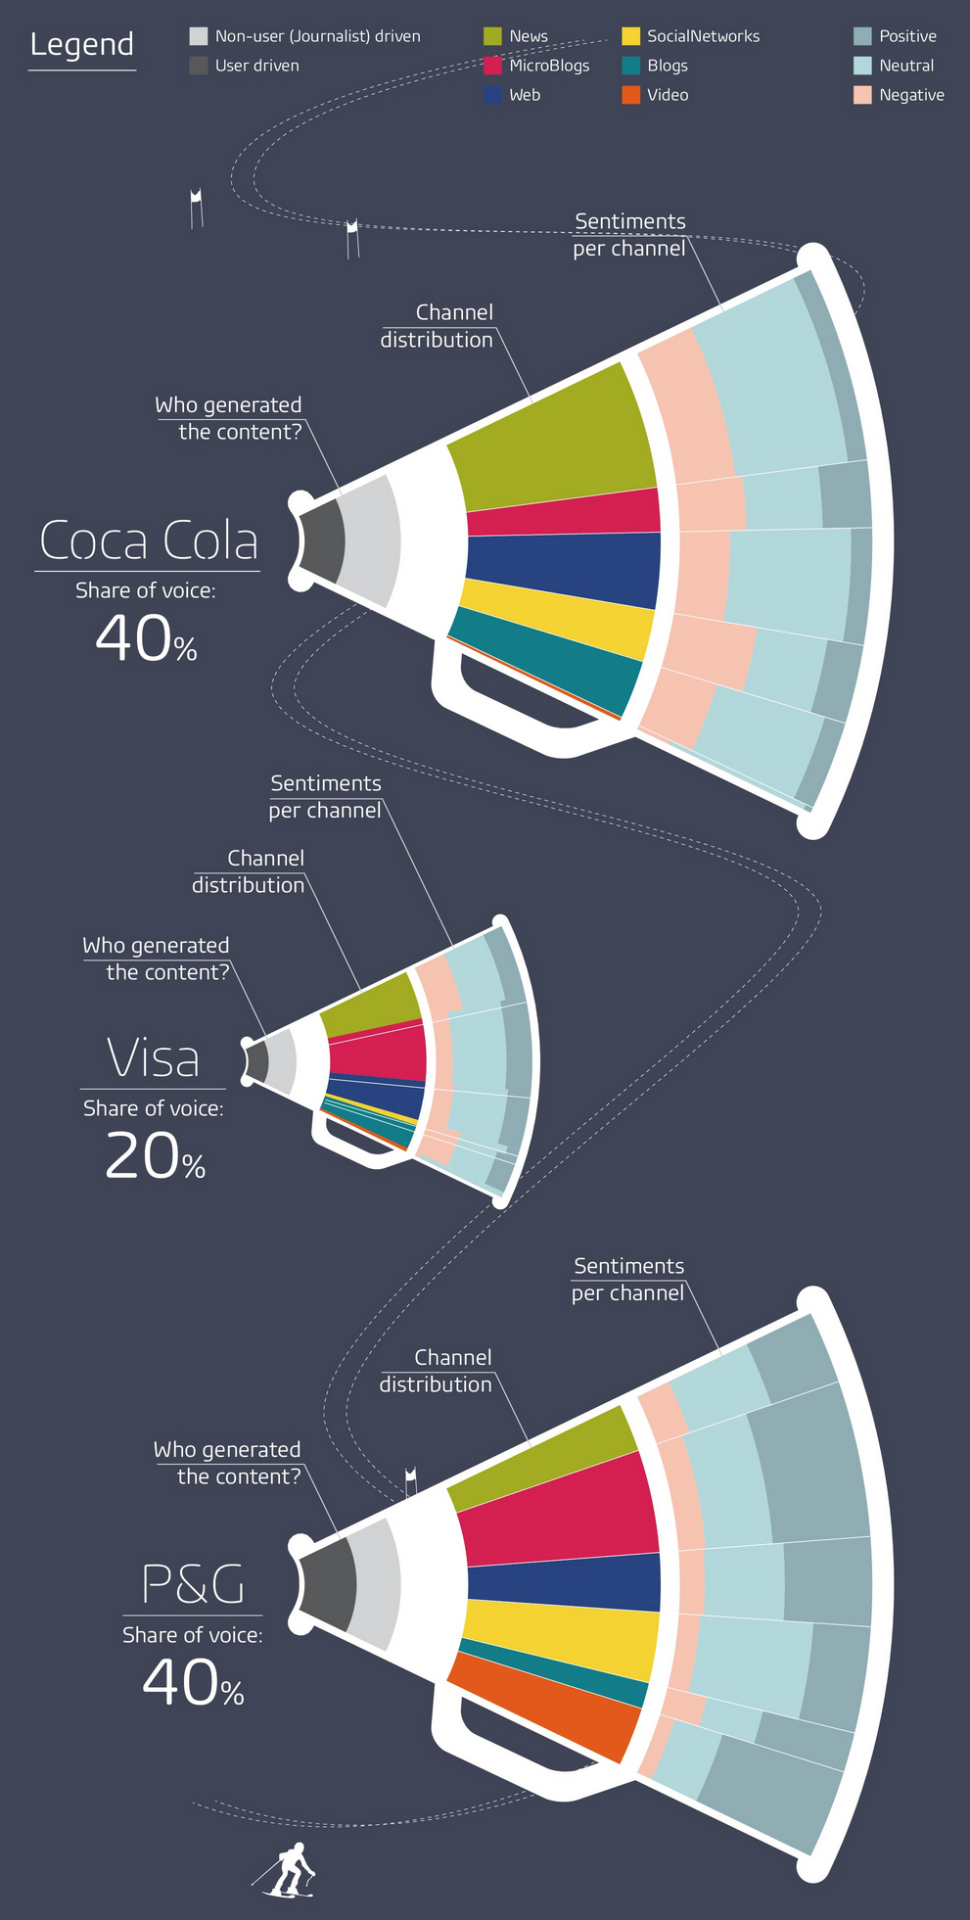 Legend
Non-user (Journalist) driven
User driven
News
MicroBlogs
Web
SocialNetworks
Blogs
Video
Positive
Neutral
Negative
Sentiments
per channel
Channel
distribution
Who generated
the content?
Coca Cola
Share of voice:
40%
Sentiments
per channel
Channel
distribution
Who generated
the content?
Visa
Share of voice:
20%
Sentiments
per channel
Channel
distribution
Who generated
the content?
P&G
Share of voice:
40%